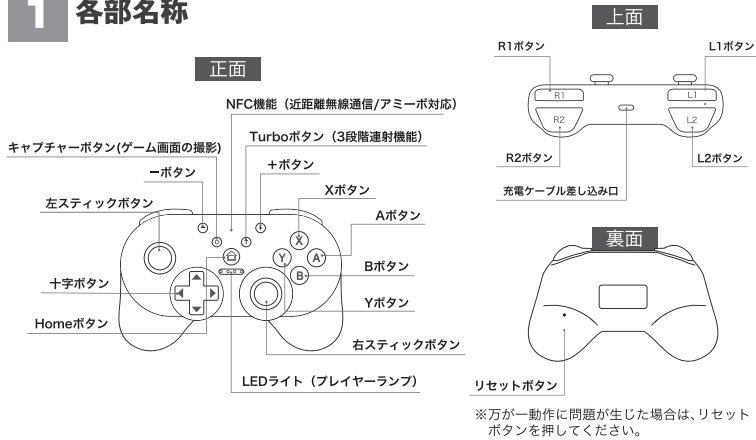 1 各部名称
正面
NFC機能（近距離無線通信/アミーボ対応）
Turboボタン（3段階連射機能）
キャプチャーボタン(ゲーム画面の撮影)
＋ボタン
ーボタン
Xボタン
左スティックボタン
Aボタン
X
Y
A
B
Bボタン
十字ボタン
Yボタン
Homeボタン
右スティックボタン
LEDライト（プレイヤーランプ）
上面
R1ボタン
L1ボタン
R1
L1
R2
L2
R2ボタン
L2ボタン
充電ケーブル差し込み口
裏面
リセットボタン
※万が一動作に問題が生じた場合は、リセット
ボタンを押してください。